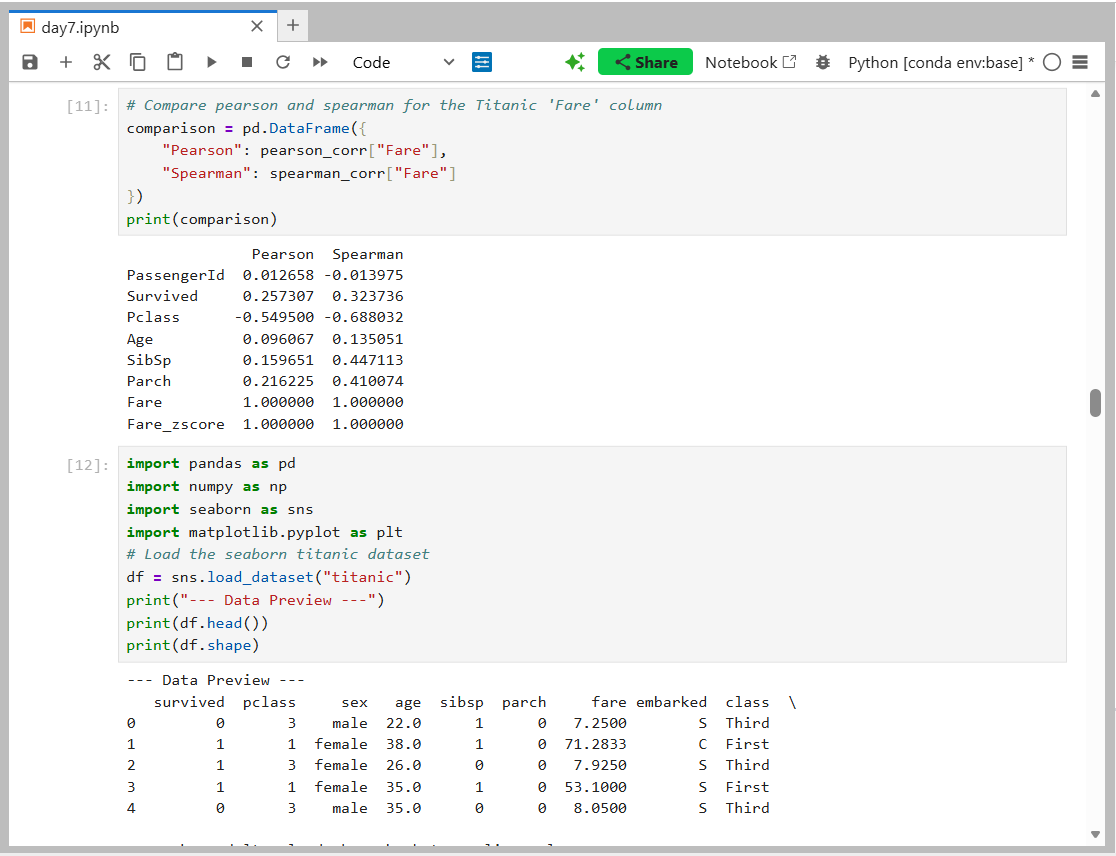 day7.ipynb
Code
Share
Notebook
Python [conda env:base] *
[11]:
# Compare pearson and spearman for the Titanic 'Fare' column
comparison = pd.DataFrame({
    "Pearson": pearson_corr["Fare"],
    "Spearman": spearman_corr["Fare"]
})
print(comparison)
              Pearson  Spearman
PassengerId  0.012658 -0.013975
Survived     0.257307  0.323736
Pclass      -0.549500 -0.688032
Age          0.096067  0.135051
SibSp        0.159651  0.447113
Parch        0.216225  0.410074
Fare         1.000000  1.000000
Fare_zscore  1.000000  1.000000
[12]:
import pandas as pd
import numpy as np
import seaborn as sns
import matplotlib.pyplot as plt
# Load the seaborn titanic dataset
df = sns.load_dataset("titanic")
print("--- Data Preview ---")
print(df.head())
print(df.shape)
--- Data Preview ---
   survived  pclass     sex   age  sibsp  parch     fare embarked  class  \
0         0       3    male  22.0      1      0   7.2500        S  Third
1         1       1  female  38.0      1      0  71.2833        C  First
2         1       3  female  26.0      0      0   7.9250        S  Third
3         1       1  female  35.0      1      0  53.1000        S  First
4         0       3    male  35.0      0      0   8.0500        S  Third